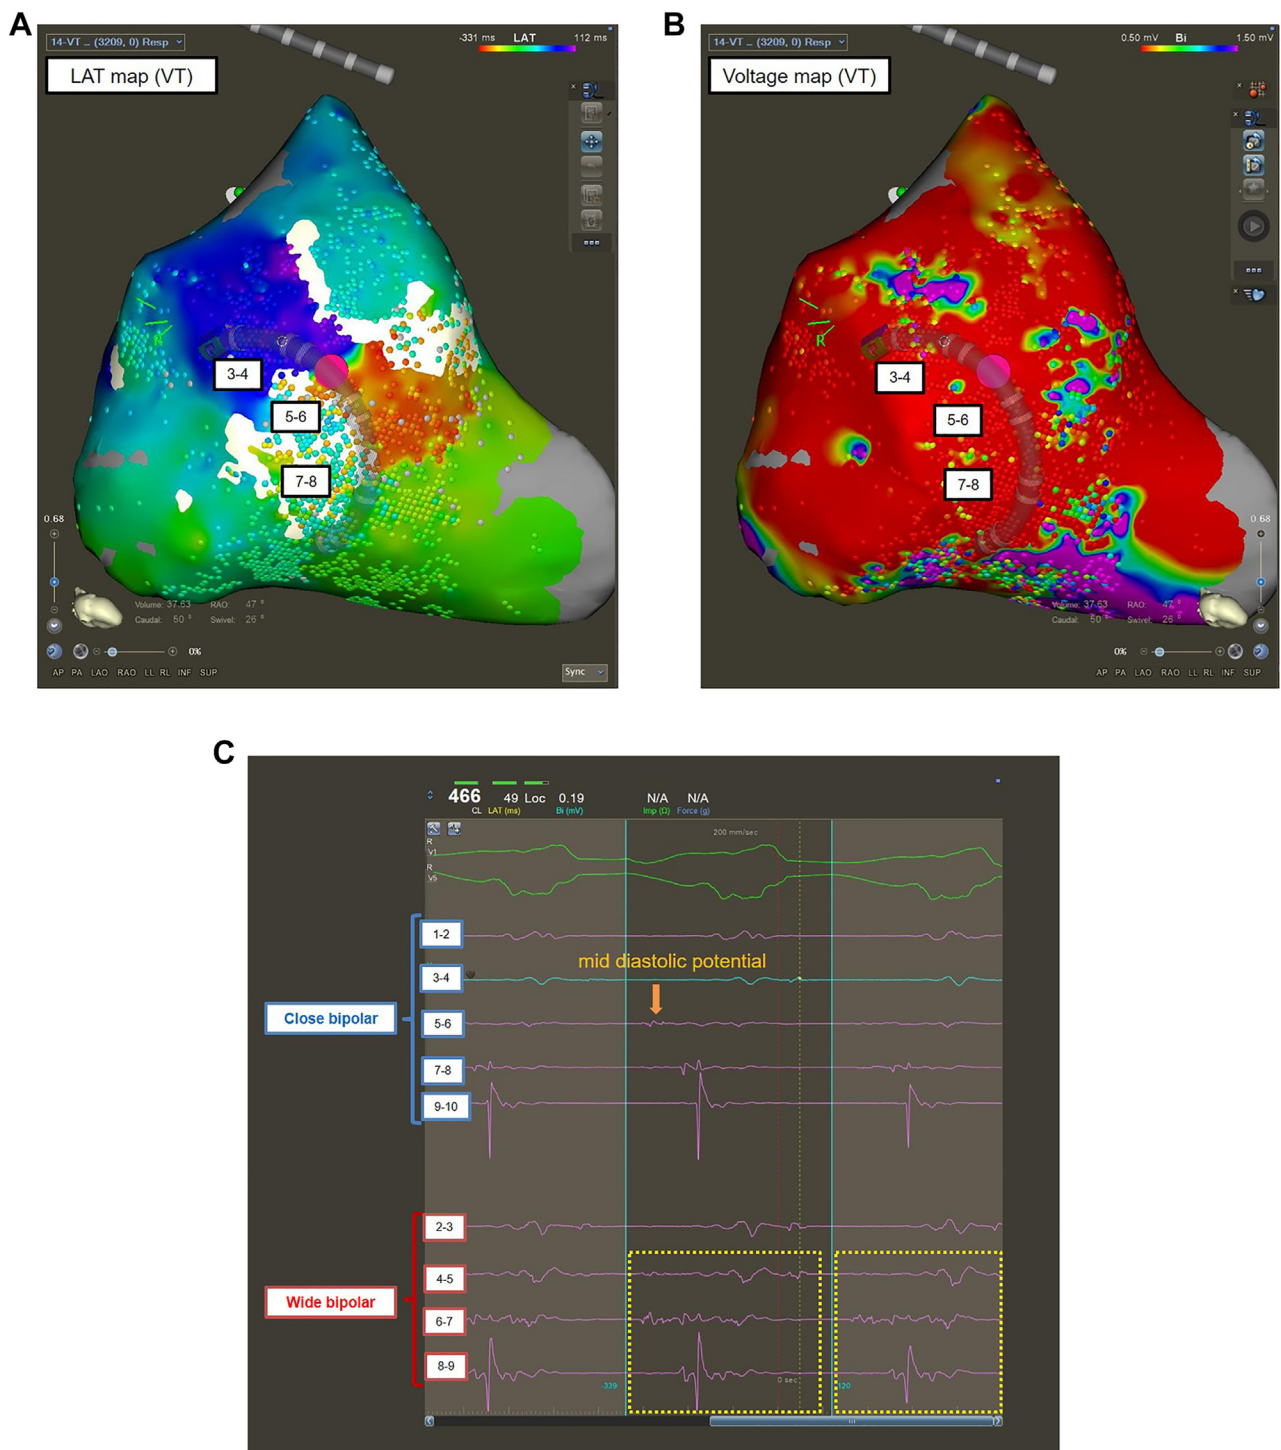 A
B
14-VT ... (3209, 0) Resp
-331 ms LAT 112 ms
LAT map (VT)
R
3-4
5-6
7-8
0.68
Volume: 37.63 RAO: 47 °
Caudal: 50 ° Swivel: 26 °
0%
AP PA LAO RAO LL RL INF SUP
Sync
14-VT ... (3209, 0) Resp
0.50 mV Bi 1.50 mV
Voltage map (VT)
R
3-4
5-6
7-8
0.68
Volume: 37.63 RAO: 47 °
Caudal: 50 ° Swivel: 26 °
0%
AP PA LAO RAO LL RL INF SUP
C
466 49 Loc 0.19 N/A N/A
CL LAT (ms) Bi (mV) Imp (Ω) Force (g)
200 mm/sec
R
V1
R
V5
1-2
mid diastolic potential
3-4
Close bipolar
5-6
7-8
9-10
2-3
4-5
Wide bipolar
6-7
8-9
-339
0 sec
120